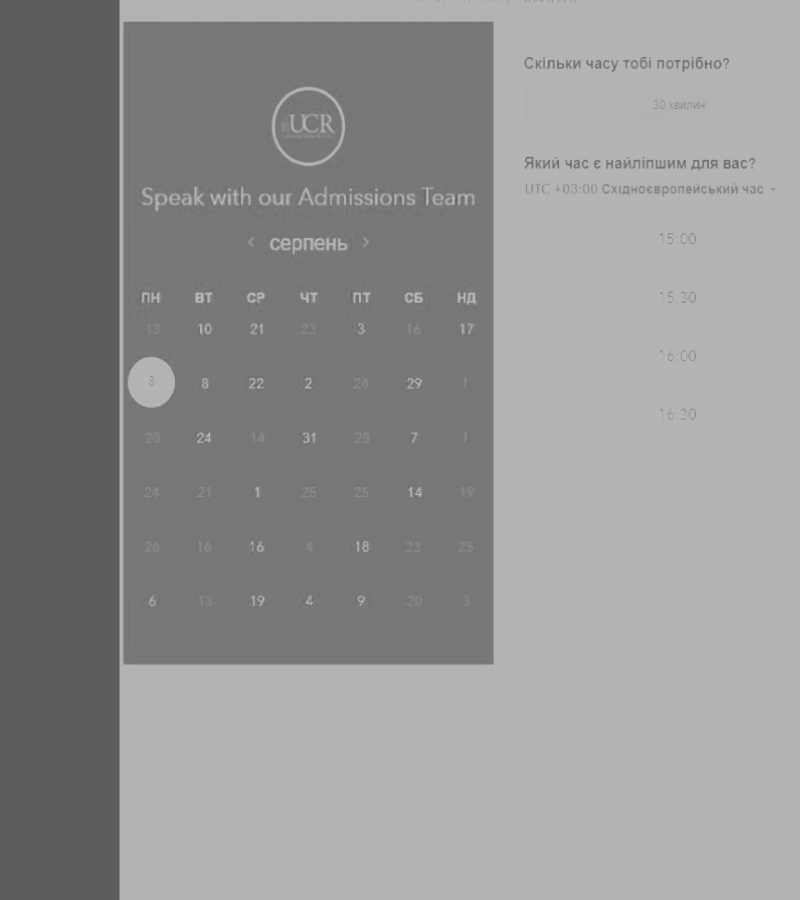 UCR
Speak with our Admissions Team
‹ серпень ›
ПН ВТ СР ЧТ ПТ СБ НД
13 10 21 23 3 16 17
8 8 22 2 24 29 1
28 24 14 31 28 7 1
24 21 1 25 25 14 19
26 16 16 4 18 23 25
6 13 19 4 9 20 3
Скільки часу тобі потрібно?
30 хвилин
Який час є найліпшим для вас?
UTC +03:00 Східноєвропейський час
15:00
15:30
16:00
16:30